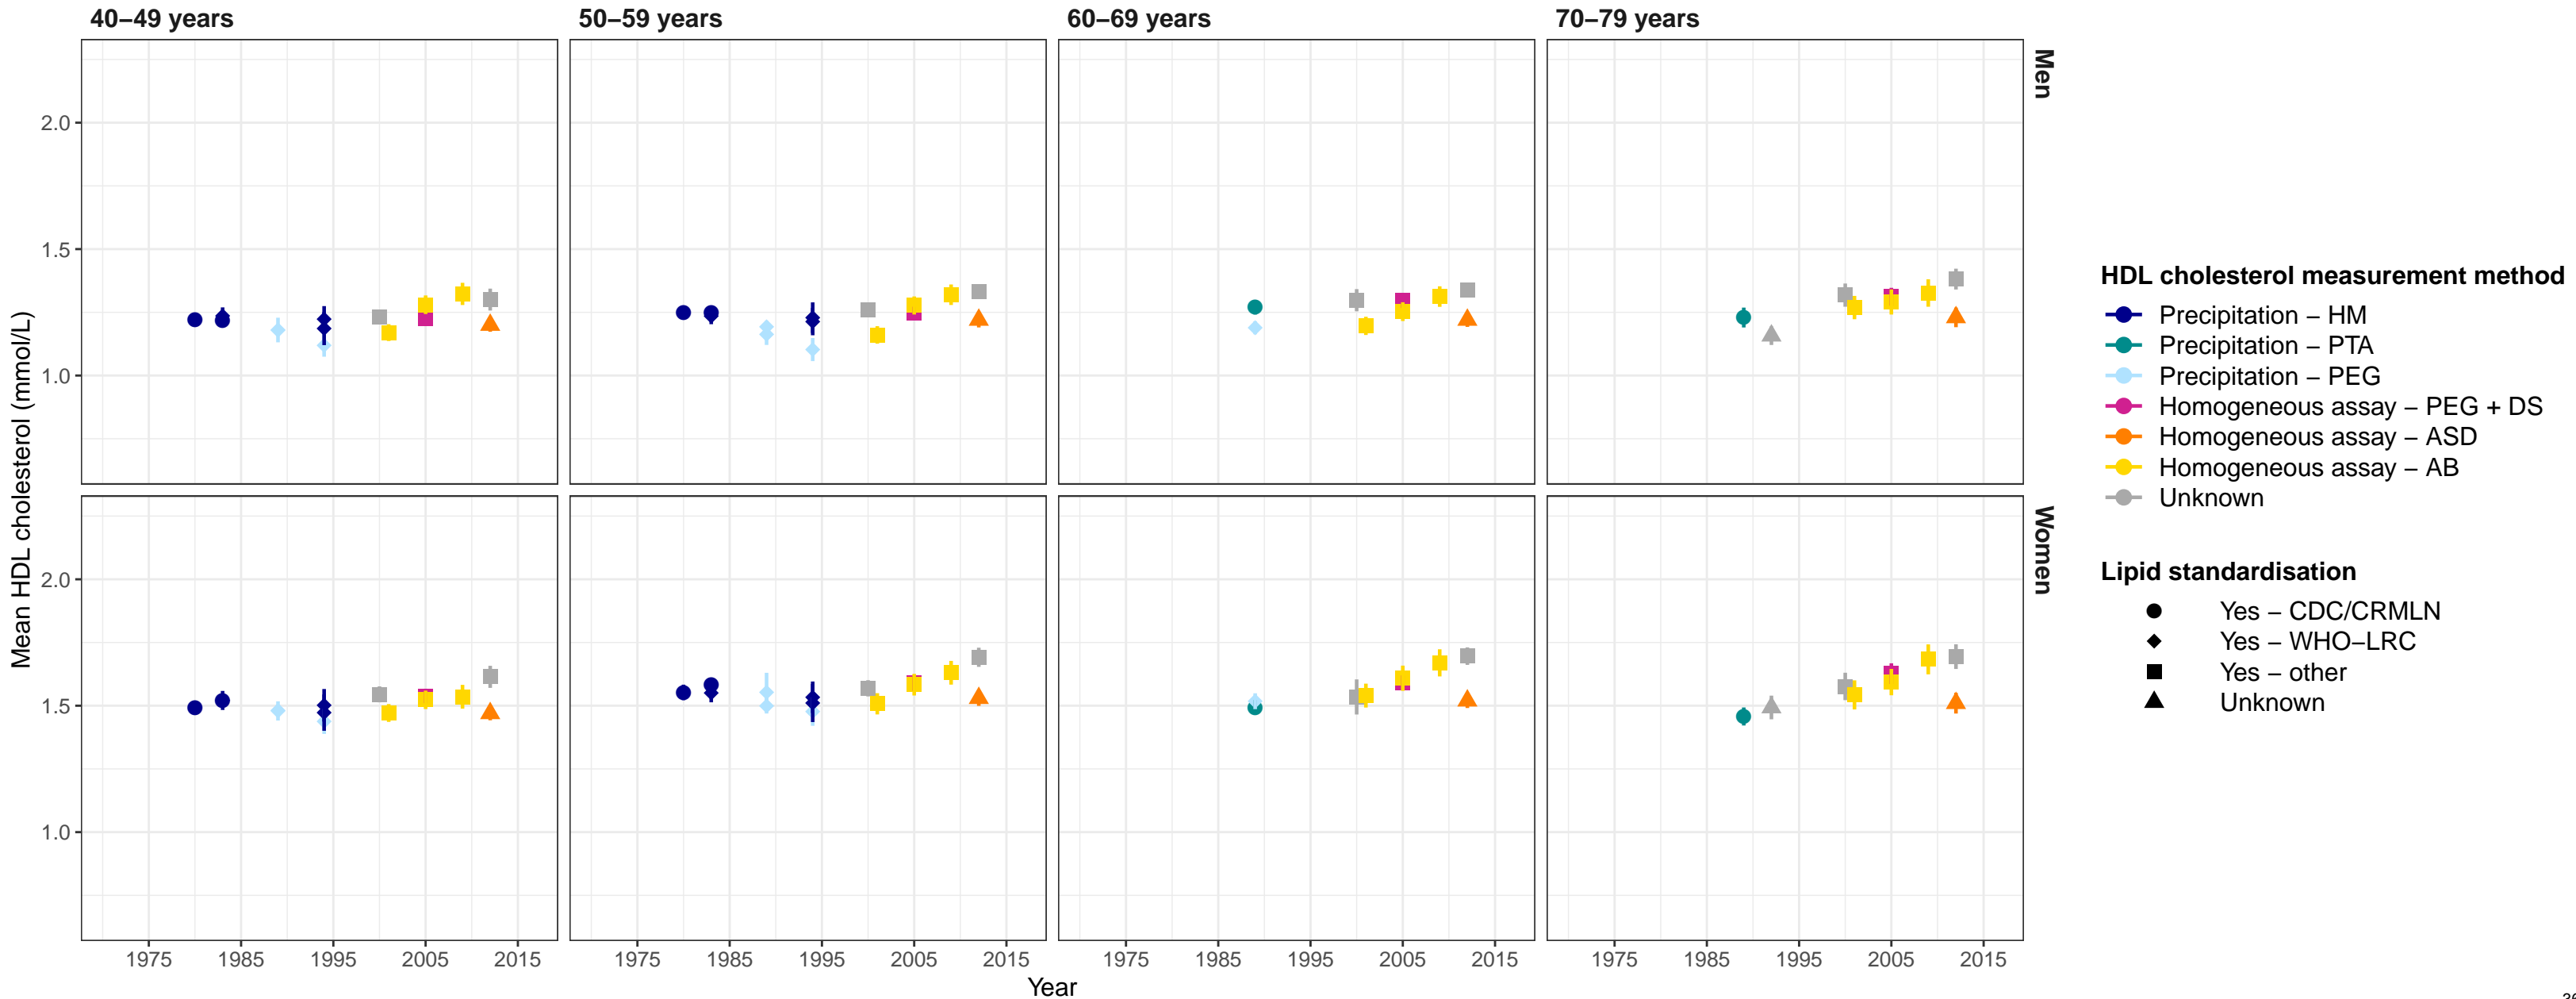 40–49 years
50–59 years
60–69 years
70–79 years
Men
Women
Mean HDL cholesterol (mmol/L)
2.0
1.5
1.0
2.0
1.5
1.0
1975 1985 1995 2005 2015
1975 1985 1995 2005 2015
1975 1985 1995 2005 2015
1975 1985 1995 2005 2015
Year
HDL cholesterol measurement method
Precipitation – HM
Precipitation – PTA
Precipitation – PEG
Homogeneous assay – PEG + DS
Homogeneous assay – ASD
Homogeneous assay – AB
Unknown
Lipid standardisation
Yes – CDC/CRMLN
Yes – WHO–LRC
Yes – other
Unknown